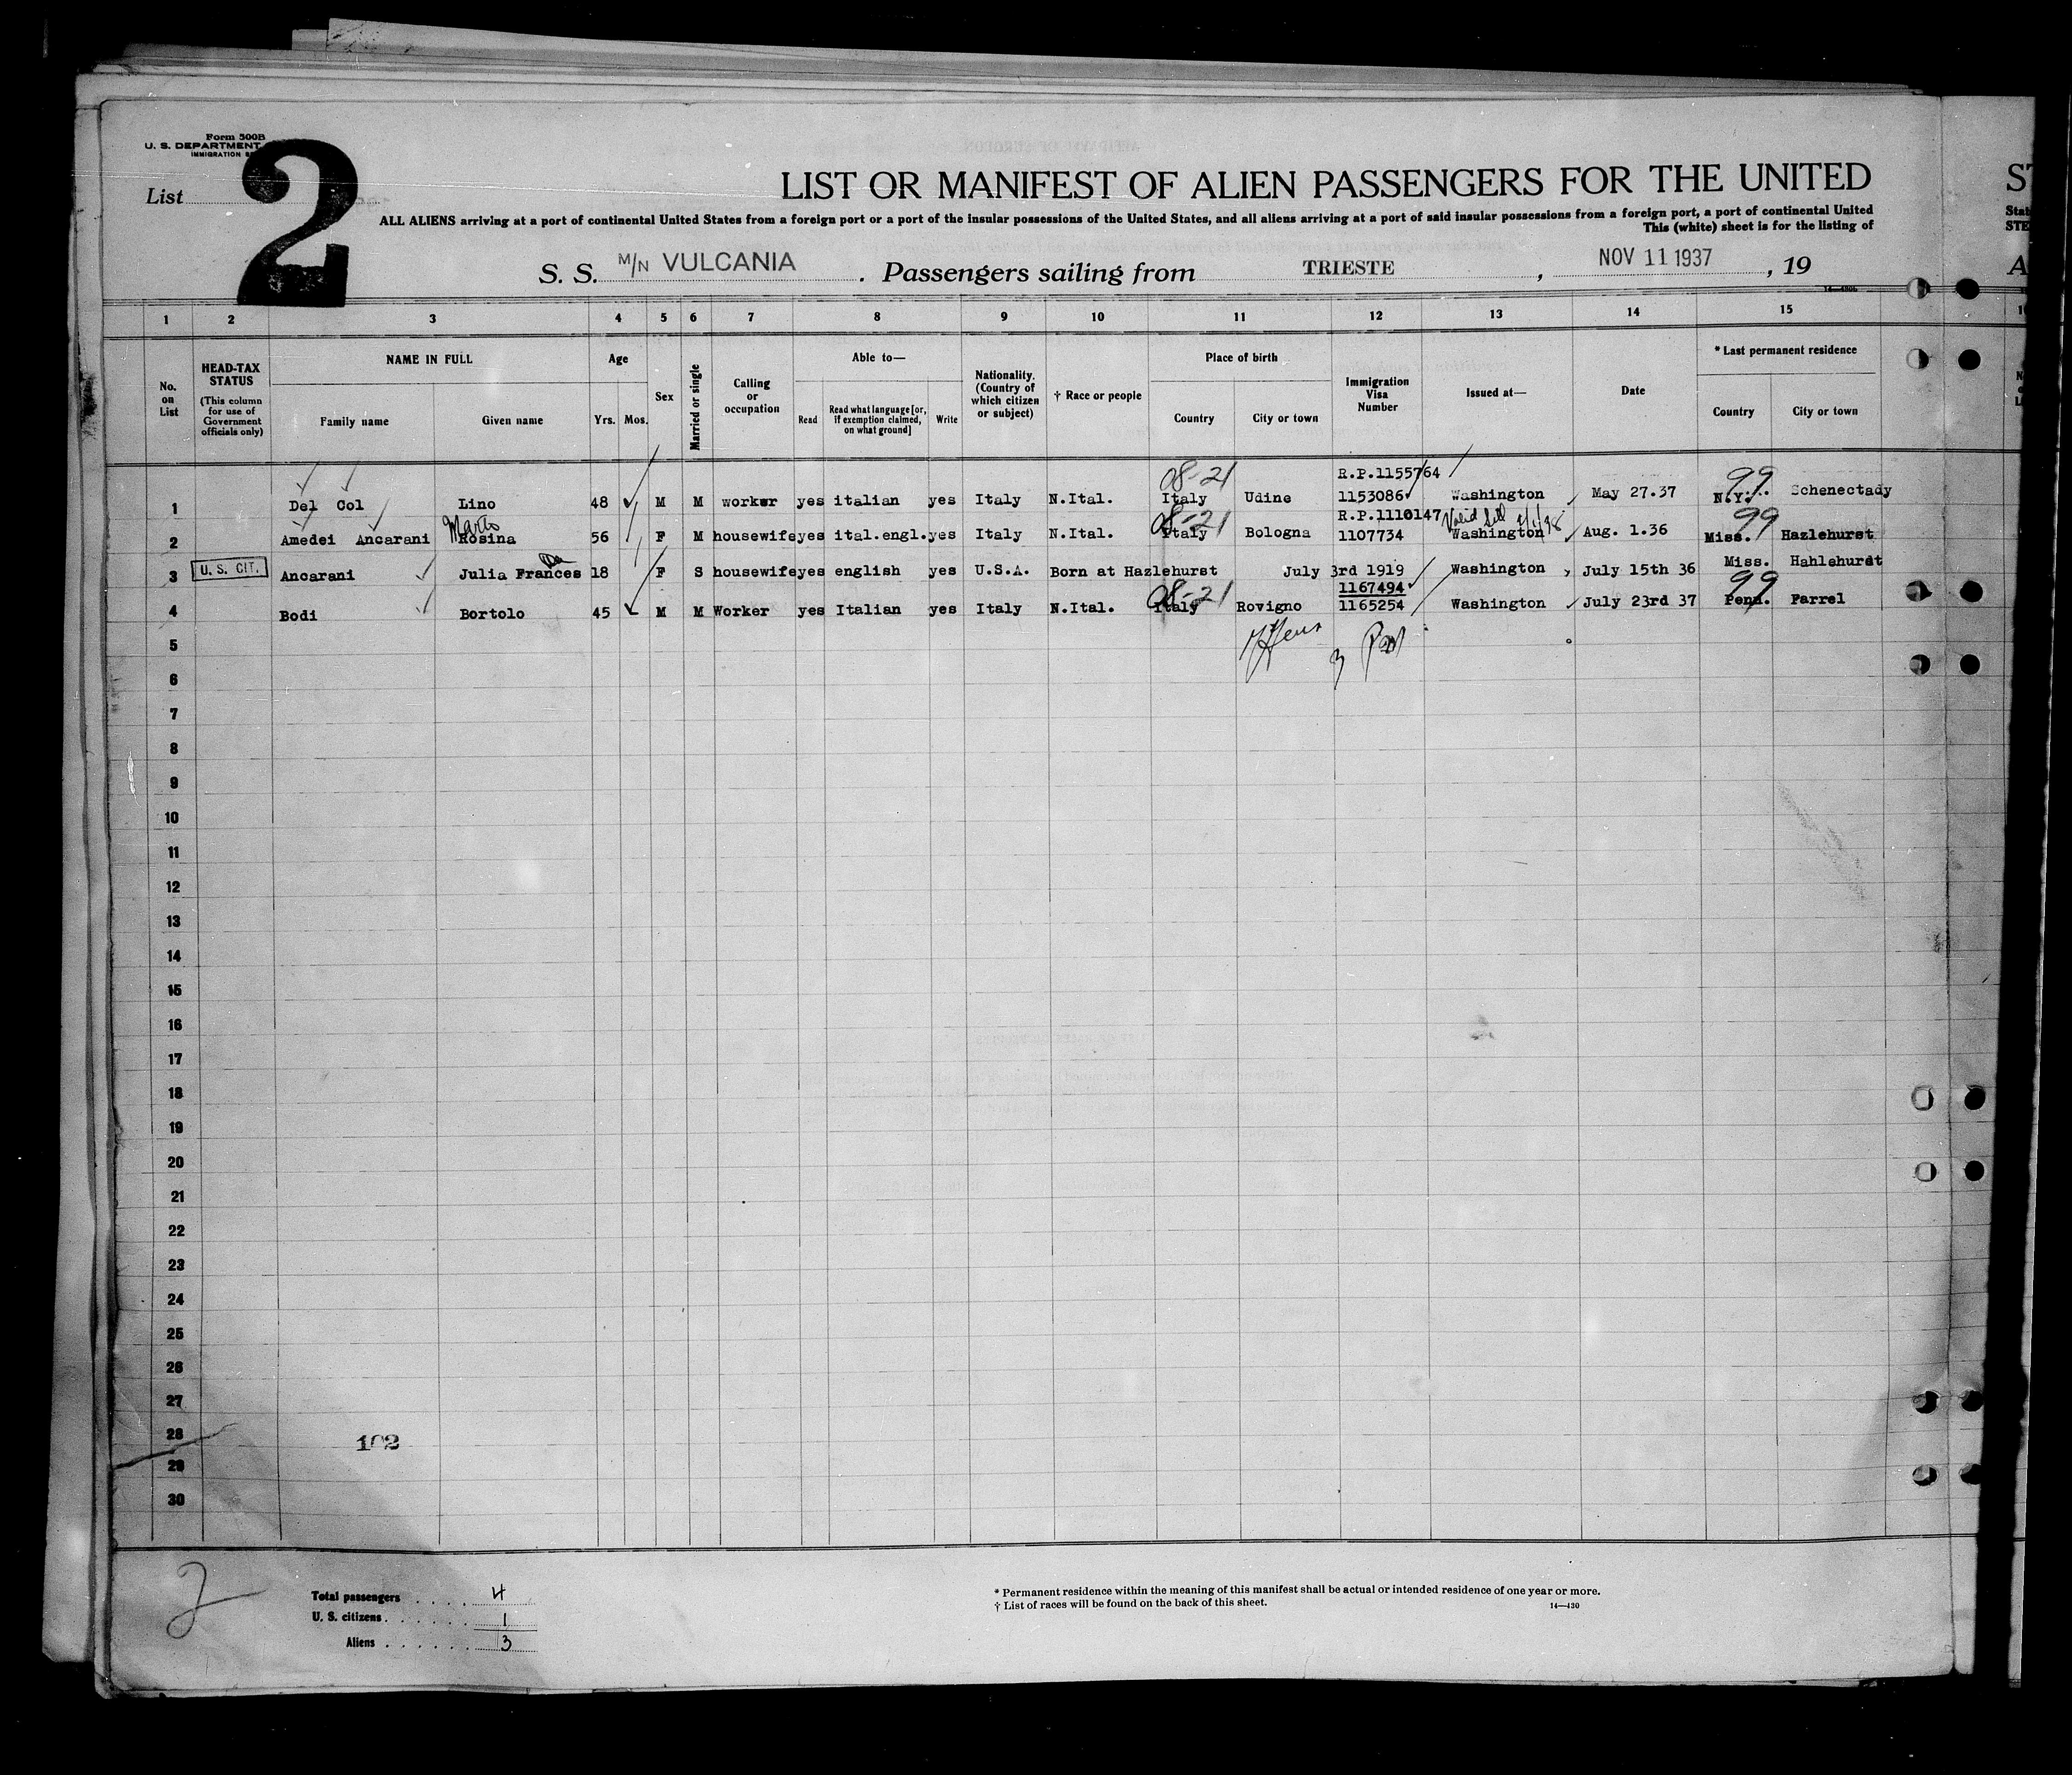 Form 500B
U. S. DEPARTMENT
IMMIGRATION
List
2
LIST OR MANIFEST OF ALIEN PASSENGERS FOR THE UNITED
ALL ALIENS arriving at a port of continental United States from a foreign port or a port of the insular possessions of the United States, and all aliens arriving at a port of said insular possessions from a foreign port, a port of continental United
This (white) sheet is for the listing of
S. S. M/N VULCANIA . Passengers sailing from TRIESTE , NOV 11 1937 , 19
1 2 3 4 5 6 7 8 9 10 11 12 13 14 15
No. on List
HEAD-TAX STATUS (This column for use of Government officials only)
NAME IN FULL
Family name Given name
Age
Yrs. Mos.
Sex
Married or single
Calling or occupation
Able to—
Read Read what language [or, if exemption claimed, on what ground] Write
Nationality. (Country of which citizen or subject)
† Race or people
Place of birth
Country City or town
Immigration Visa Number
Issued at—
Date
* Last permanent residence
Country City or town
08-21 R.P.1155764 99
1 Del Col Lino 48 M M worker yes italian yes Italy N.Ital. Italy Udine 1153086 Washington May 27.37 N.Y. Schenectady
08-21 R.P.1110147 99
2 Amedei Ancarani Rosina 56 F M housewife yes ital.engl. yes Italy N.Ital. Italy Bologna 1107734 Washington Aug. 1.36 Miss. Hazlehurst
3 U. S. CIT. Ancarani Julia Frances 18 F S housewife yes english yes U.S.A. Born at Hazlehurst July 3rd 1919 Washington July 15th 36 Miss. Hahlehurst
08-21 1167494 99
4 Bodi Bortolo 45 M M Worker yes Italian yes Italy N.Ital. Italy Rovigno 1165254 Washington July 23rd 37 Penn. Farrel
5
6
7
8
9
10
11
12
13
14
15
16
17
18
19
20
21
22
23
24
25
26
27
28 102
29
30
2
Total passengers . . . . 4
U. S. citizens . . . . . . 1
Aliens . . . . . . 3
* Permanent residence within the meaning of this manifest shall be actual or intended residence of one year or more.
† List of races will be found on the back of this sheet.
14—430